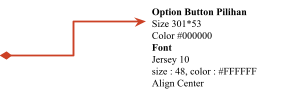 Option Button Pilihan
Size 301*53
Color #000000
Font
Jersey 10
size : 48, color : #FFFFFF
Align Center